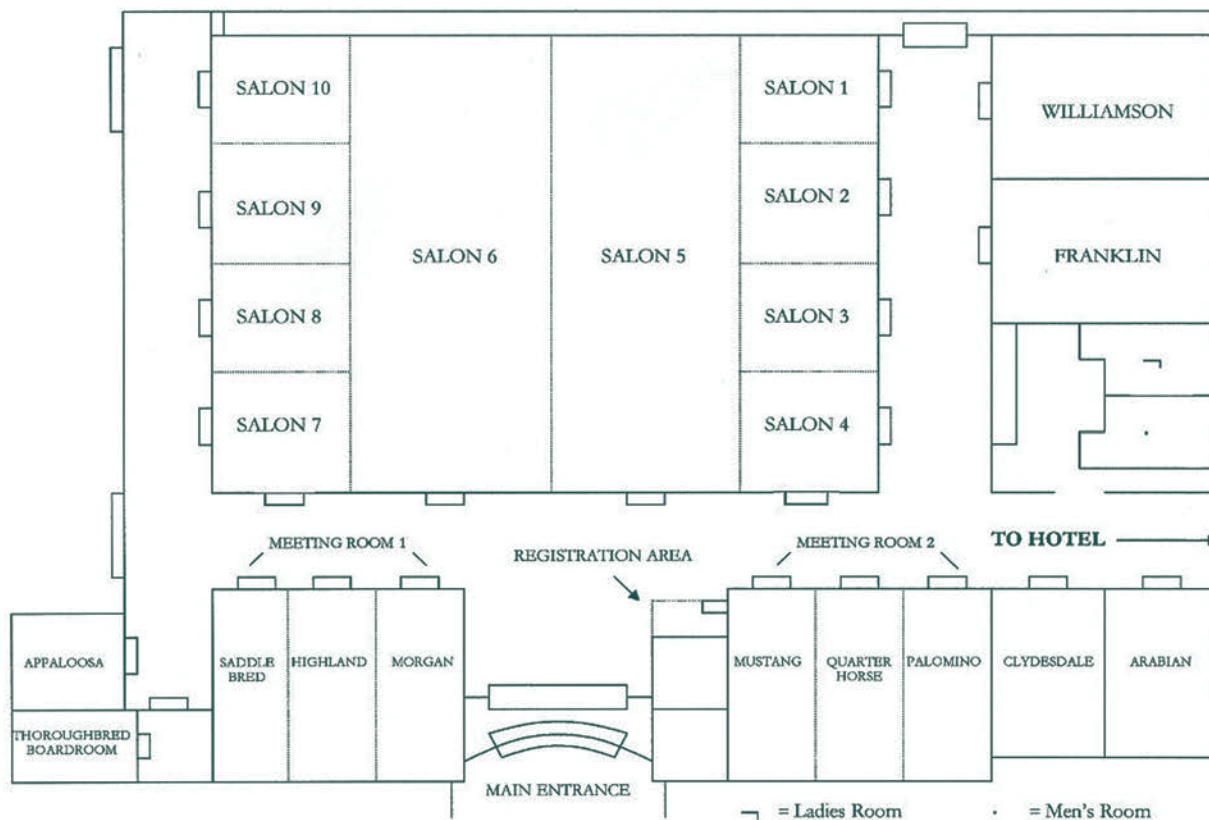 SALON 10
SALON 1
WILLIAMSON
SALON 9
SALON 2
SALON 6
SALON 5
FRANKLIN
SALON 8
SALON 3
SALON 7
SALON 4
MEETING ROOM 1
MEETING ROOM 2
TO HOTEL
REGISTRATION AREA
APPALOOSA
SADDLE
BRED
HIGHLAND
MORGAN
MUSTANG
QUARTER
HORSE
PALOMINO
CLYDESDALE
ARABIAN
THOROUGHBRED
BOARDROOM
MAIN ENTRANCE
= Ladies Room
= Men's Room